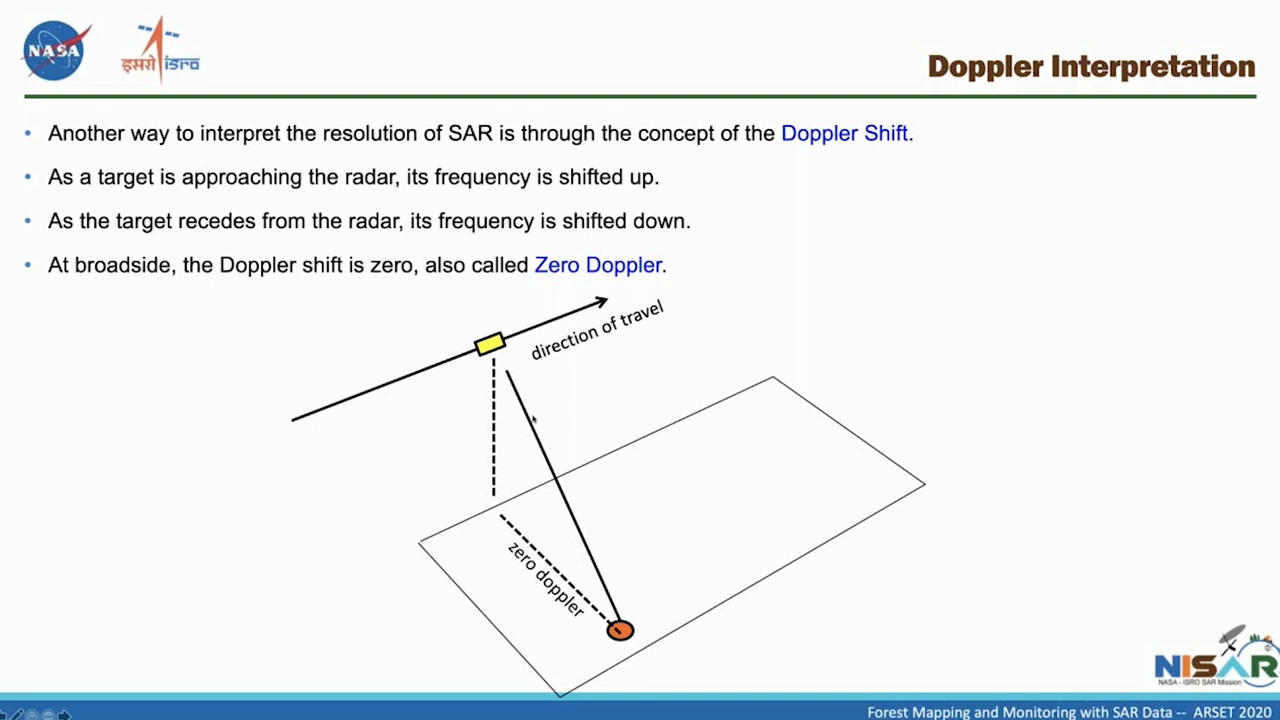 NASA
इसरो isro
Doppler Interpretation
• Another way to interpret the resolution of SAR is through the concept of the Doppler Shift.
• As a target is approaching the radar, its frequency is shifted up.
• As the target recedes from the radar, its frequency is shifted down.
• At broadside, the Doppler shift is zero, also called Zero Doppler.
direction of travel
zero doppler
NISAR
NASA - ISRO SAR Mission
Forest Mapping and Monitoring with SAR Data -- ARSET 2020